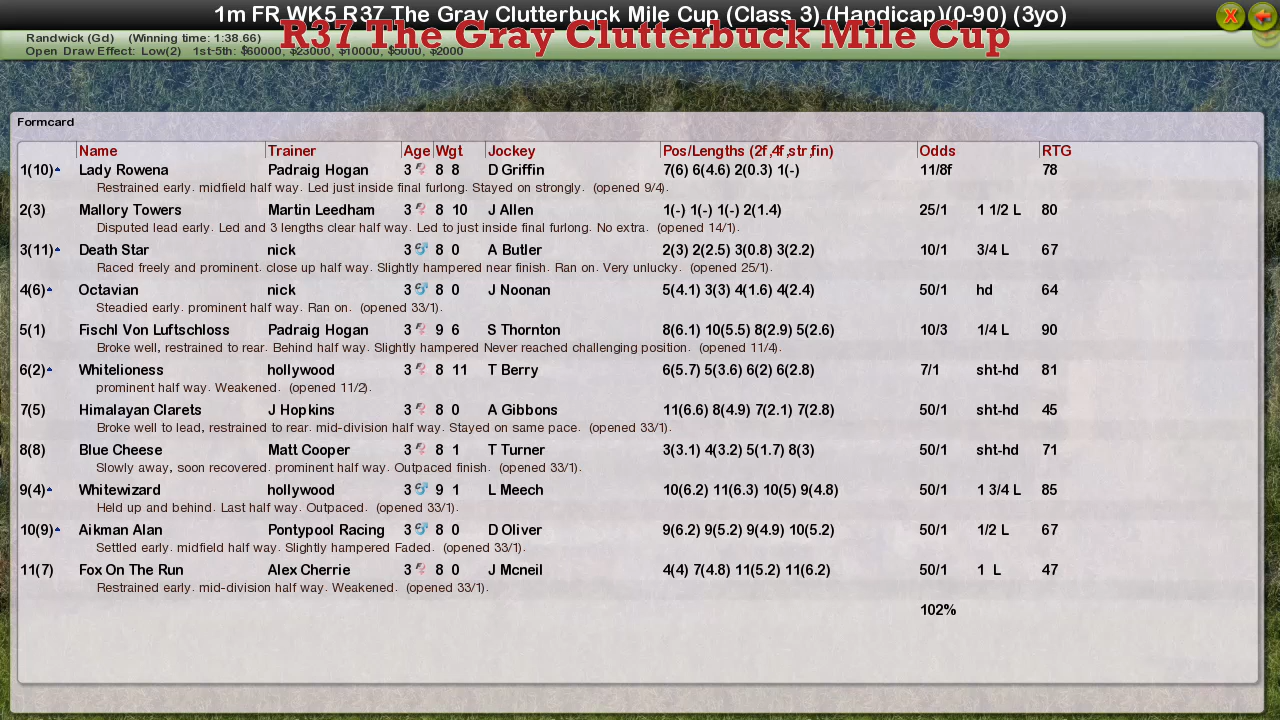 1m FR WK5 R37 The Gray Clutterbuck Mile Cup (Class 3) (Handicap)(0-90) (3yo)
R37 The Gray Clutterbuck Mile Cup
Randwick (Gd) (Winning time: 1:38.66)
Open Draw Effect: Low(2) 1st-5th: $60000, $23000, $10000, $5000, $2000
Formcard
Name Trainer Age Wgt Jockey Pos/Lengths (2f,4f,str,fin) Odds RTG
1(10) Lady Rowena Padraig Hogan 3 8 8 D Griffin 7(6) 6(4.6) 2(0.3) 1(-) 11/8f 78
Restrained early. midfield half way. Led just inside final furlong. Stayed on strongly. (opened 9/4).
2(3) Mallory Towers Martin Leedham 3 8 10 J Allen 1(-) 1(-) 1(-) 2(1.4) 25/1 1 1/2 L 80
Disputed lead early. Led and 3 lengths clear half way. Led to just inside final furlong. No extra. (opened 14/1).
3(11) Death Star nick 3 8 0 A Butler 2(3) 2(2.5) 3(0.8) 3(2.2) 10/1 3/4 L 67
Raced freely and prominent. close up half way. Slightly hampered near finish. Ran on. Very unlucky. (opened 25/1).
4(6) Octavian nick 3 8 0 J Noonan 5(4.1) 3(3) 4(1.6) 4(2.4) 50/1 hd 64
Steadied early. prominent half way. Ran on. (opened 33/1).
5(1) Fischl Von Luftschloss Padraig Hogan 3 9 6 S Thornton 8(6.1) 10(5.5) 8(2.9) 5(2.6) 10/3 1/4 L 90
Broke well, restrained to rear. Behind half way. Slightly hampered Never reached challenging position. (opened 11/4).
6(2) Whitelioness hollywood 3 8 11 T Berry 6(5.7) 5(3.6) 6(2) 6(2.8) 7/1 sht-hd 81
prominent half way. Weakened. (opened 11/2).
7(5) Himalayan Clarets J Hopkins 3 8 0 A Gibbons 11(6.6) 8(4.9) 7(2.1) 7(2.8) 50/1 sht-hd 45
Broke well to lead, restrained to rear. mid-division half way. Stayed on same pace. (opened 33/1).
8(8) Blue Cheese Matt Cooper 3 8 1 T Turner 3(3.1) 4(3.2) 5(1.7) 8(3) 50/1 sht-hd 71
Slowly away, soon recovered. prominent half way. Outpaced finish. (opened 33/1).
9(4) Whitewizard hollywood 3 9 1 L Meech 10(6.2) 11(6.3) 10(5) 9(4.8) 50/1 1 3/4 L 85
Held up and behind. Last half way. Outpaced. (opened 33/1).
10(9) Aikman Alan Pontypool Racing 3 8 0 D Oliver 9(6.2) 9(5.2) 9(4.9) 10(5.2) 50/1 1/2 L 67
Settled early. midfield half way. Slightly hampered Faded. (opened 33/1).
11(7) Fox On The Run Alex Cherrie 3 8 0 J Mcneil 4(4) 7(4.8) 11(5.2) 11(6.2) 50/1 1 L 47
Restrained early. mid-division half way. Weakened. (opened 33/1).
102%